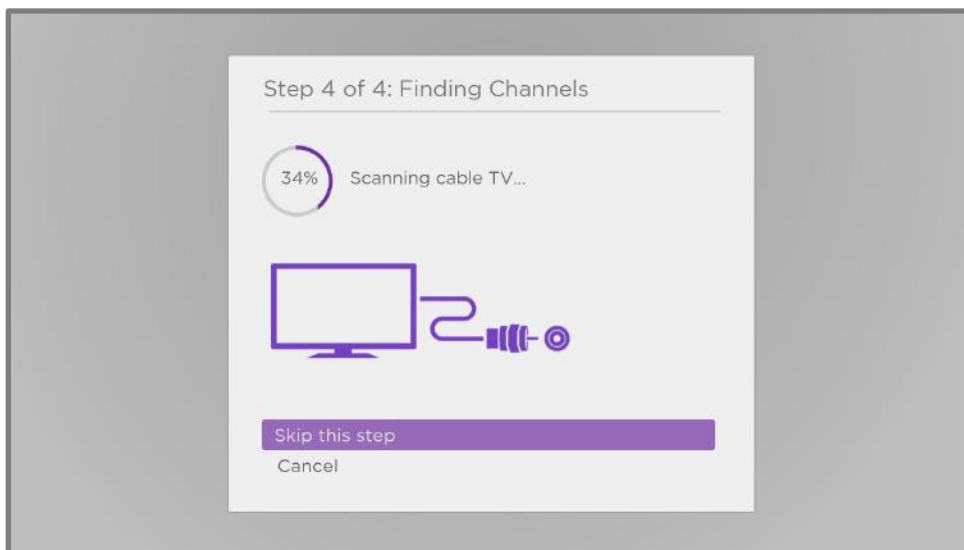 Step 4 of 4: Finding Channels
34%  Scanning cable TV...
Skip this step
Cancel